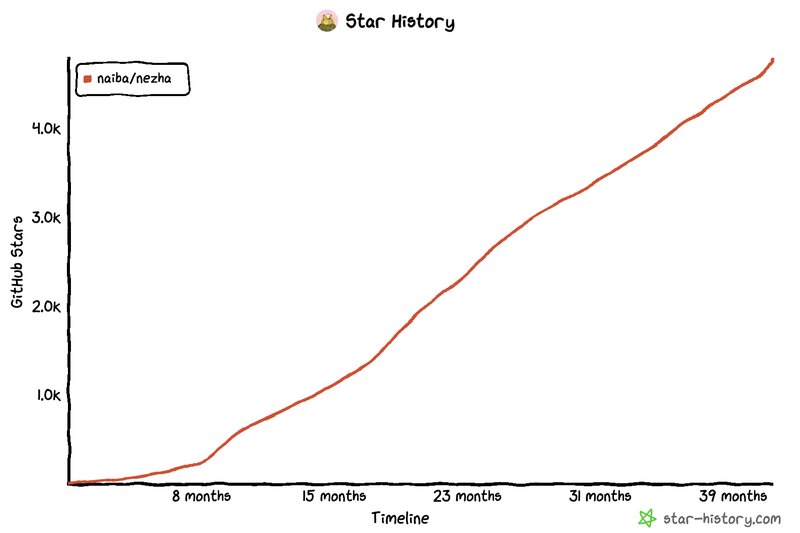 Star History
naiba/nezha
4.0k
3.0k
2.0k
1.0k
GitHub Stars
8 months
15 months
23 months
31 months
39 months
Timeline
star-history.com